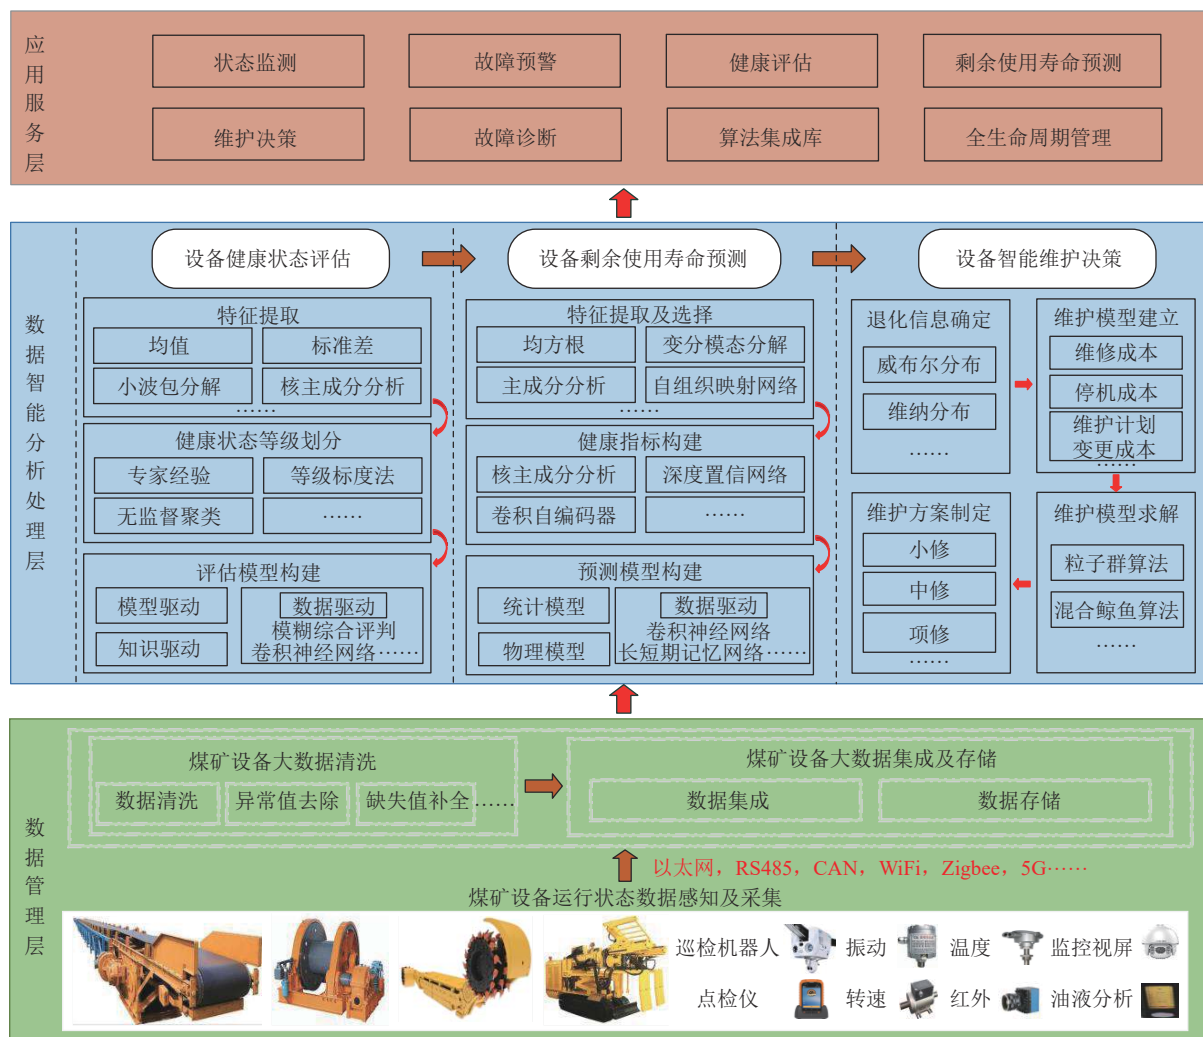 应用服务层
状态监测
故障预警
健康评估
剩余使用寿命预测
维护决策
故障诊断
算法集成库
全生命周期管理
数据智能分析处理层
设备健康状态评估
设备剩余使用寿命预测
设备智能维护决策
特征提取
均值
标准差
小波包分解
核主成分分析
……
健康状态等级划分
专家经验
等级标度法
无监督聚类
……
评估模型构建
模型驱动
知识驱动
数据驱动
模糊综合评判
卷积神经网络……
特征提取及选择
均方根
变分模态分解
主成分分析
自组织映射网络
……
健康指标构建
核主成分分析
深度置信网络
卷积自编码器
……
预测模型构建
统计模型
物理模型
数据驱动
卷积神经网络
长短期记忆网络……
退化信息确定
威布尔分布
维纳分布
……
维护模型建立
维修成本
停机成本
维护计划
变更成本
……
维护方案制定
小修
中修
项修
……
维护模型求解
粒子群算法
混合鲸鱼算法
……
数据管理层
煤矿设备大数据清洗
数据清洗
异常值去除
缺失值补全
……
煤矿设备大数据集成及存储
数据集成
数据存储
以太网，RS485，CAN，WiFi，Zigbee，5G……
煤矿设备运行状态数据感知及采集
巡检机器人
振动
温度
监控视屏
点检仪
转速
红外
油液分析